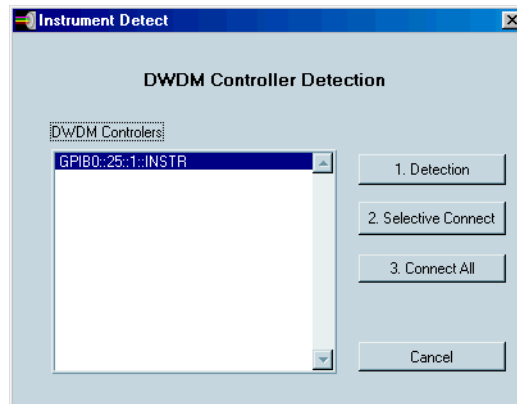 Instrument Detect
DWDM Controller Detection
DWDM Controlers
GPIB0::25::1::INSTR
1. Detection
2. Selective Connect
3. Connect All
Cancel